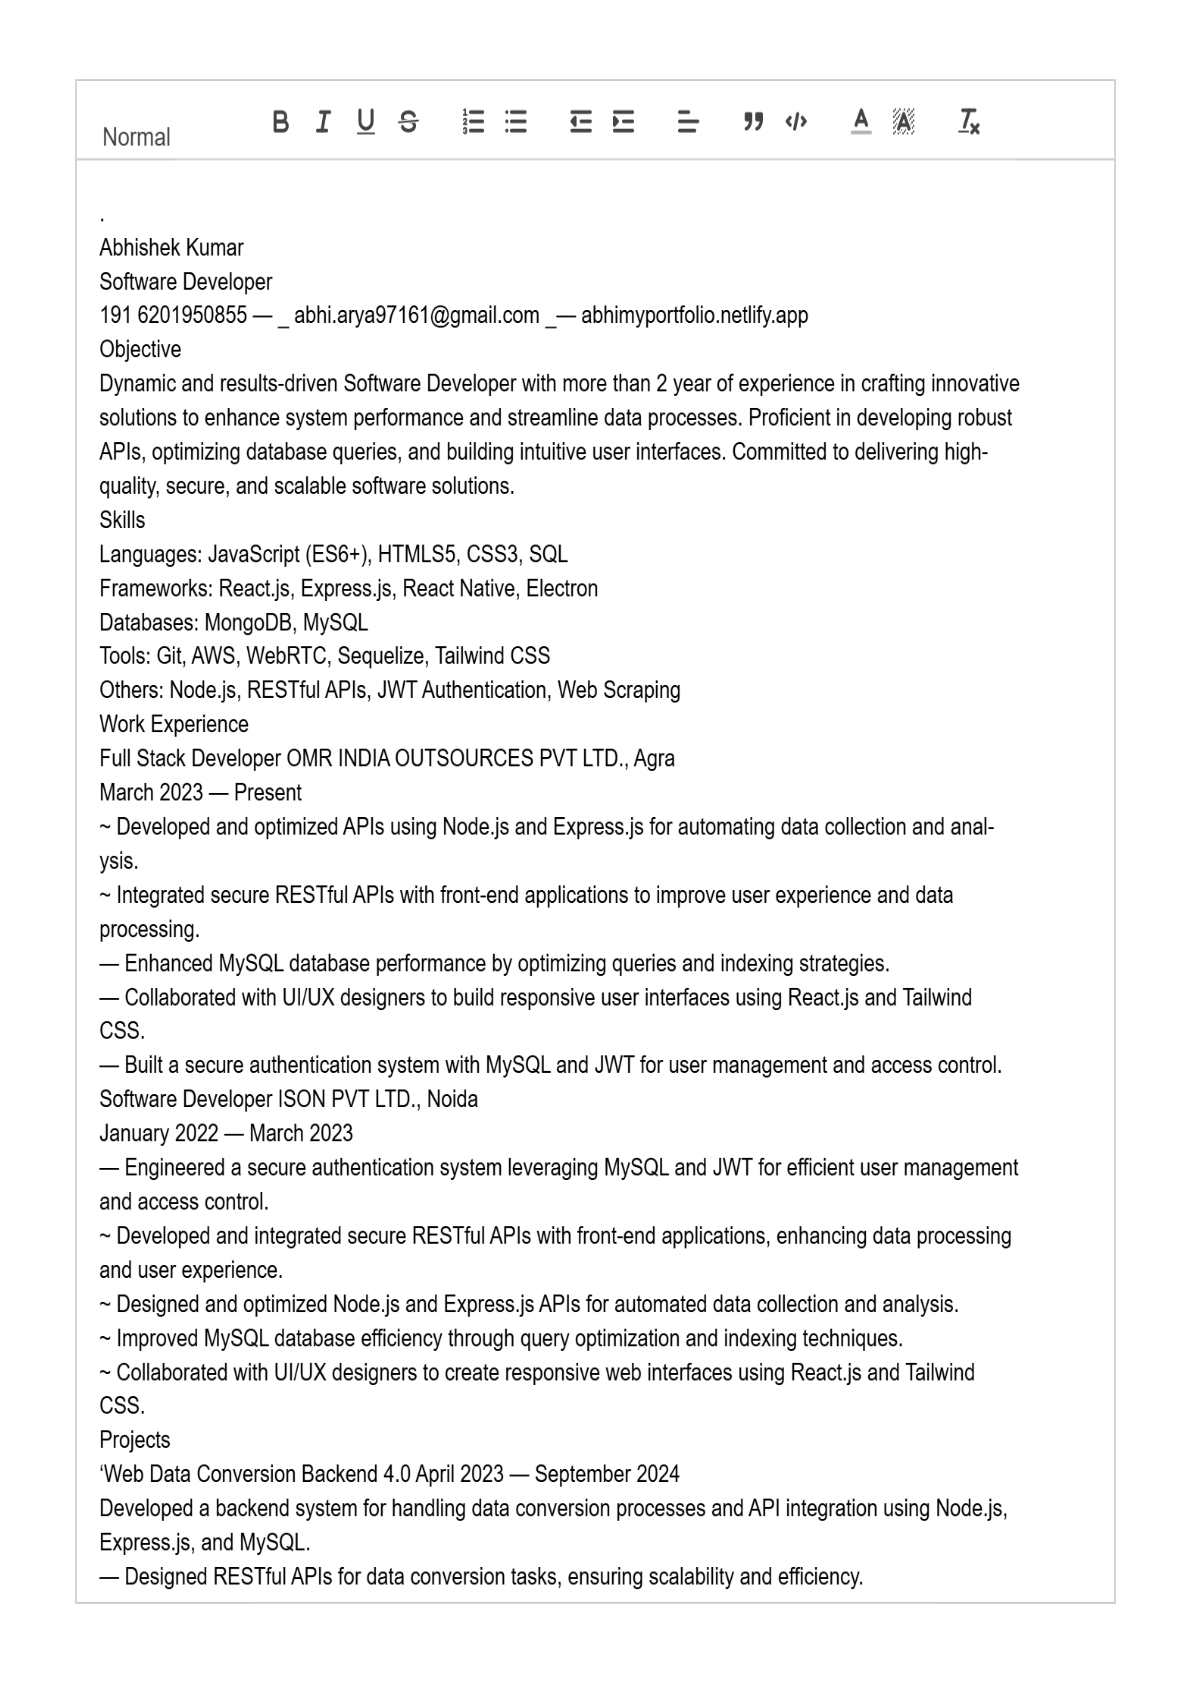 Normal
.
Abhishek Kumar
Software Developer
191 6201950855 — _ abhi.arya97161@gmail.com _— abhimyportfolio.netlify.app
Objective
Dynamic and results-driven Software Developer with more than 2 year of experience in crafting innovative
solutions to enhance system performance and streamline data processes. Proficient in developing robust
APIs, optimizing database queries, and building intuitive user interfaces. Committed to delivering high-
quality, secure, and scalable software solutions.
Skills
Languages: JavaScript (ES6+), HTMLS5, CSS3, SQL
Frameworks: React.js, Express.js, React Native, Electron
Databases: MongoDB, MySQL
Tools: Git, AWS, WebRTC, Sequelize, Tailwind CSS
Others: Node.js, RESTful APIs, JWT Authentication, Web Scraping
Work Experience
Full Stack Developer OMR INDIA OUTSOURCES PVT LTD., Agra
March 2023 — Present
~ Developed and optimized APIs using Node.js and Express.js for automating data collection and anal-
ysis.
~ Integrated secure RESTful APIs with front-end applications to improve user experience and data
processing.
— Enhanced MySQL database performance by optimizing queries and indexing strategies.
— Collaborated with UI/UX designers to build responsive user interfaces using React.js and Tailwind
CSS.
— Built a secure authentication system with MySQL and JWT for user management and access control.
Software Developer ISON PVT LTD., Noida
January 2022 — March 2023
— Engineered a secure authentication system leveraging MySQL and JWT for efficient user management
and access control.
~ Developed and integrated secure RESTful APIs with front-end applications, enhancing data processing
and user experience.
~ Designed and optimized Node.js and Express.js APIs for automated data collection and analysis.
~ Improved MySQL database efficiency through query optimization and indexing techniques.
~ Collaborated with UI/UX designers to create responsive web interfaces using React.js and Tailwind
CSS.
Projects
‘Web Data Conversion Backend 4.0 April 2023 — September 2024
Developed a backend system for handling data conversion processes and API integration using Node.js,
Express.js, and MySQL.
— Designed RESTful APIs for data conversion tasks, ensuring scalability and efficiency.